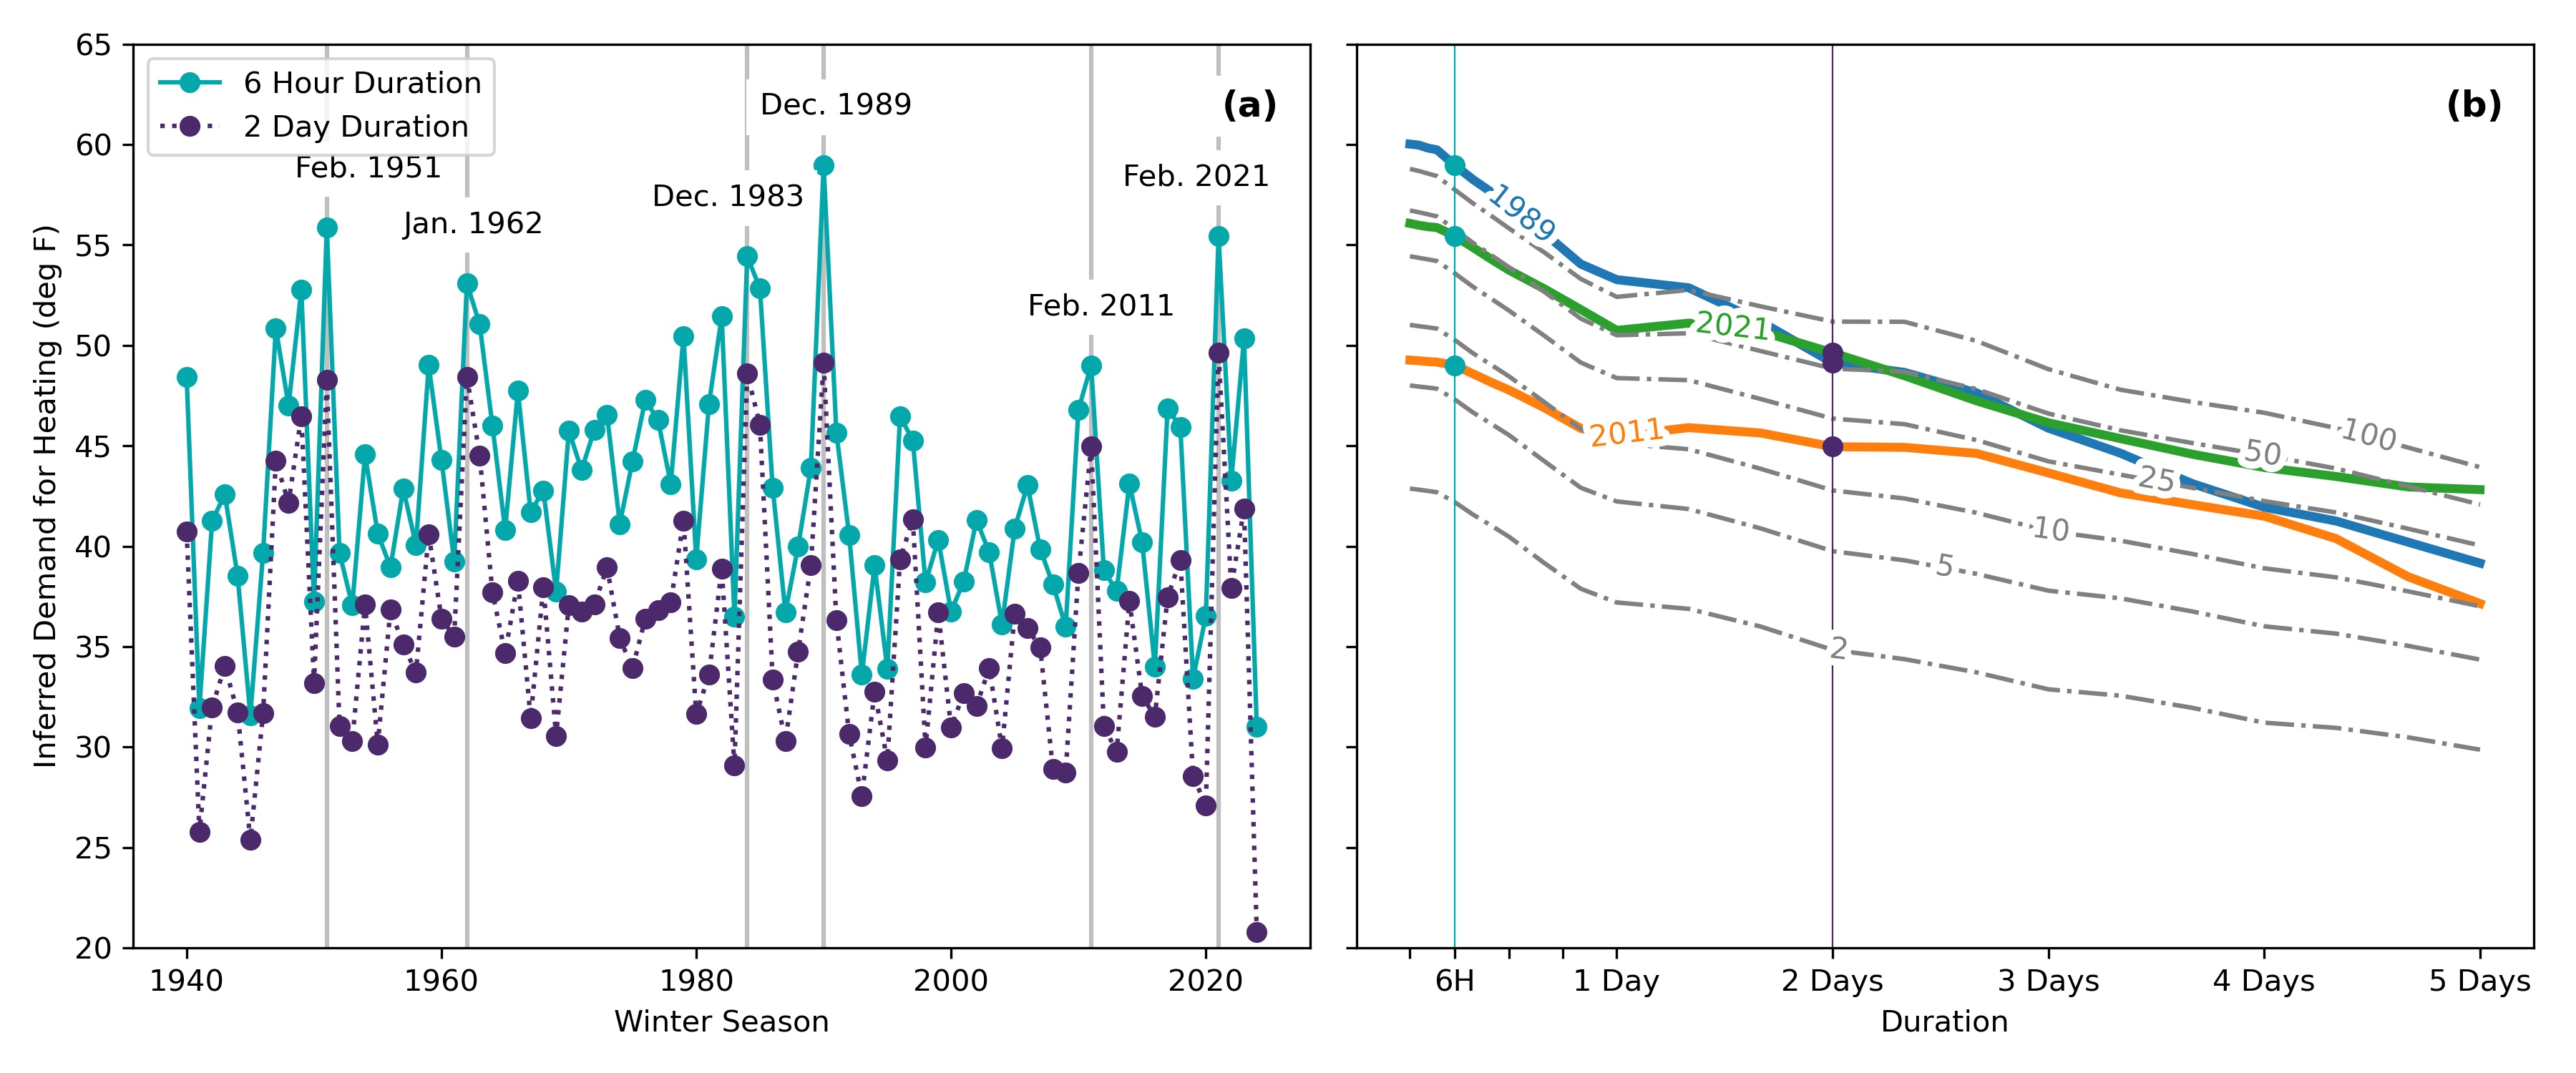 65
60
55
50
45
40
35
30
25
20
Inferred Demand for Heating (deg F)
6 Hour Duration
2 Day Duration
Feb. 1951
Jan. 1962
Dec. 1983
Dec. 1989
Feb. 2011
Feb. 2021
(a)
1940 1960 1980 2000 2020
Winter Season
(b)
1989
2021
2011
100
50
25
10
5
2
6H 1 Day 2 Days 3 Days 4 Days 5 Days
Duration